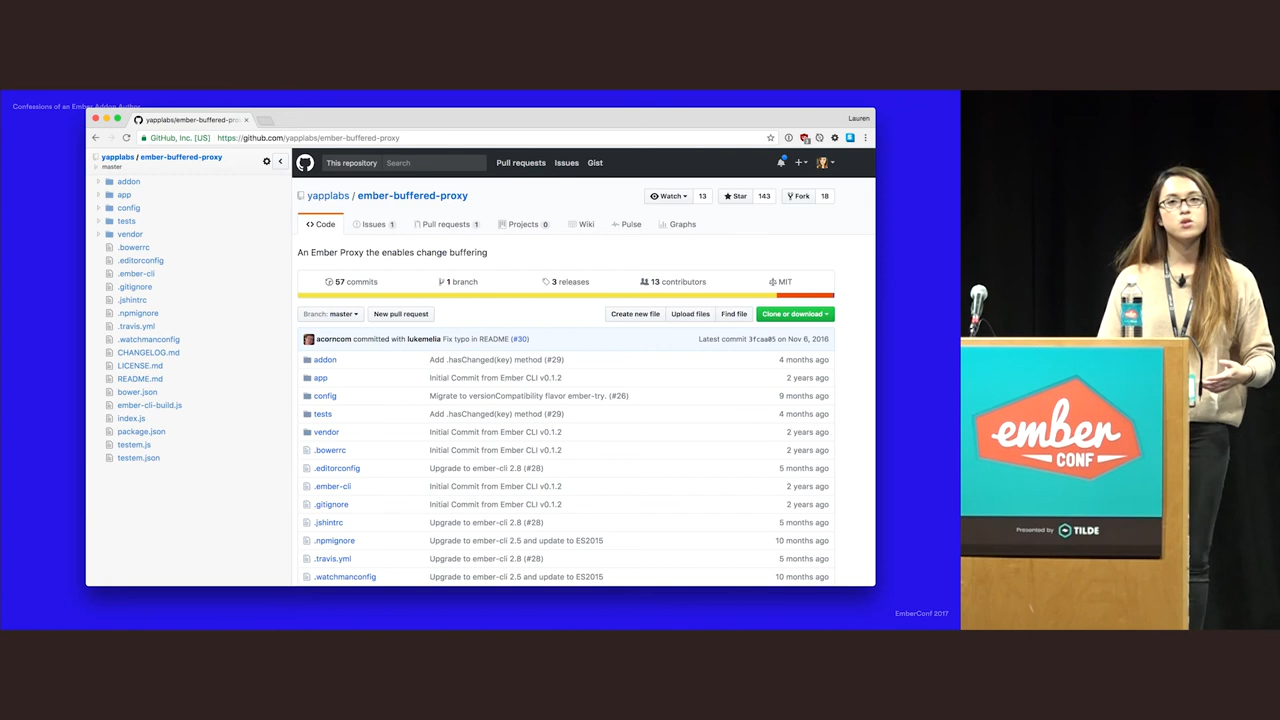 Confessions of an Ember Addon Author
yapplabs/ember-buffered-pro
Lauren
GitHub, Inc. [US] https://github.com/yapplabs/ember-buffered-proxy
yapplabs / ember-buffered-proxy
master
addon
app
config
tests
vendor
.bowerrc
.editorconfig
.ember-cli
.gitignore
.jshintrc
.npmignore
.travis.yml
.watchmanconfig
CHANGELOG.md
LICENSE.md
README.md
bower.json
ember-cli-build.js
index.js
package.json
testem.js
testem.json
This repository Search Pull requests Issues Gist
yapplabs / ember-buffered-proxy
Watch 13 Star 143 Fork 18
Code Issues 1 Pull requests 1 Projects 0 Wiki Pulse Graphs
An Ember Proxy the enables change buffering
57 commits 1 branch 3 releases 13 contributors MIT
Branch: master New pull request Create new file Upload files Find file Clone or download
acorncom committed with lukemelia Fix typo in README (#30) Latest commit 3fcaa05 on Nov 6, 2016
addon Add .hasChanged(key) method (#29) 4 months ago
app Initial Commit from Ember CLI v0.1.2 2 years ago
config Migrate to versionCompatibility flavor ember-try. (#26) 9 months ago
tests Add .hasChanged(key) method (#29) 4 months ago
vendor Initial Commit from Ember CLI v0.1.2 2 years ago
.bowerrc Initial Commit from Ember CLI v0.1.2 2 years ago
.editorconfig Upgrade to ember-cli 2.8 (#28) 5 months ago
.ember-cli Initial Commit from Ember CLI v0.1.2 2 years ago
.gitignore Initial Commit from Ember CLI v0.1.2 2 years ago
.jshintrc Upgrade to ember-cli 2.8 (#28) 5 months ago
.npmignore Upgrade to ember-cli 2.5 and update to ES2015 10 months ago
.travis.yml Upgrade to ember-cli 2.8 (#28) 5 months ago
.watchmanconfig Upgrade to ember-cli 2.5 and update to ES2015 10 months ago
EmberConf 2017
ember
CONF
Presented by TILDE